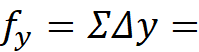 f_y = ΣΔy =